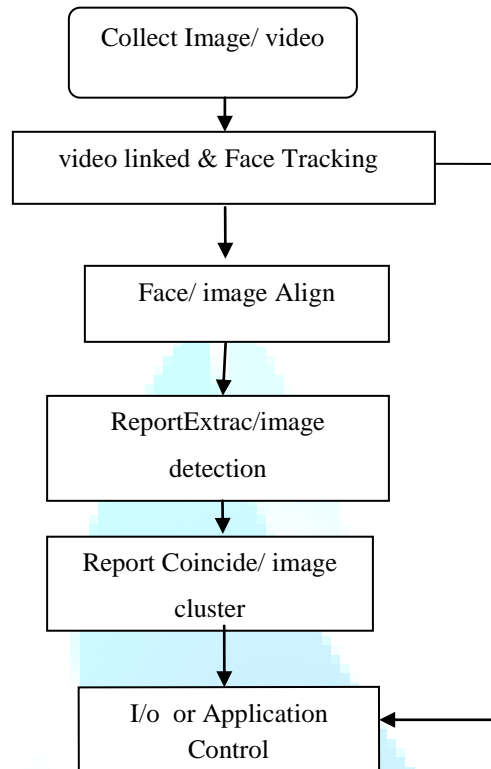 Collect Image/ video
video linked & Face Tracking
Face/ image Align
ReportExtrac/image
detection
Report Coincide/ image
cluster
I/o or Application
Control